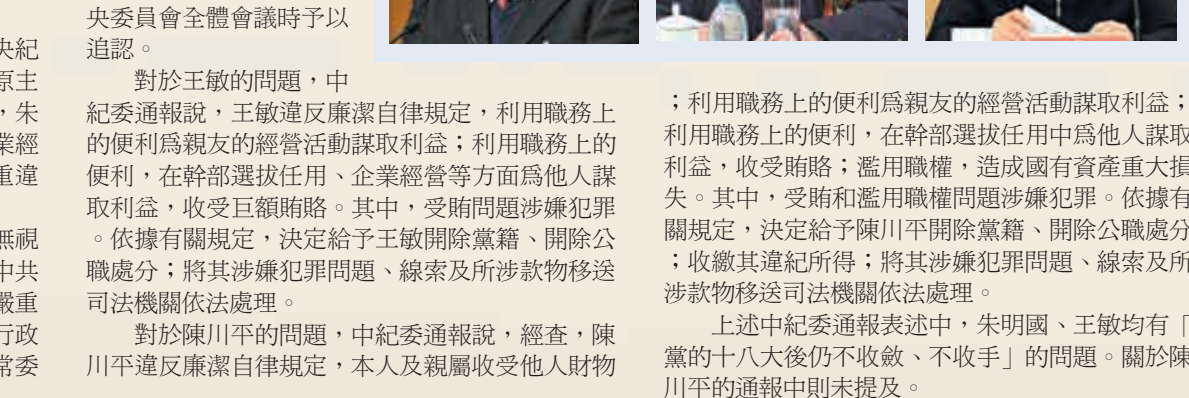 央紀
原主
，朱
業經
重違
無視
中共
嚴重
行政
常委
央委員會全體會議時予以
追認。
對於王敏的問題，中
紀委通報說，王敏違反廉潔自律規定，利用職務上
的便利爲親友的經營活動謀取利益；利用職務上的
便利，在幹部選拔任用、企業經營等方面爲他人謀
取利益，收受巨額賄賂。其中，受賄問題涉嫌犯罪
。依據有關規定，決定給予王敏開除黨籍、開除公
職處分；將其涉嫌犯罪問題、線索及所涉款物移送
司法機關依法處理。
對於陳川平的問題，中紀委通報說，經查，陳
川平違反廉潔自律規定，本人及親屬收受他人財物
；利用職務上的便利爲親友的經營活動謀取利益；
利用職務上的便利，在幹部選拔任用中爲他人謀取
利益，收受賄賂；濫用職權，造成國有資產重大損
失。其中，受賄和濫用職權問題涉嫌犯罪。依據有
關規定，決定給予陳川平開除黨籍、開除公職處分
；收繳其違紀所得；將其涉嫌犯罪問題、線索及所
涉款物移送司法機關依法處理。
上述中紀委通報表述中，朱明國、王敏均有「
黨的十八大後仍不收斂、不收手」的問題。關於陳
川平的通報中則未提及。